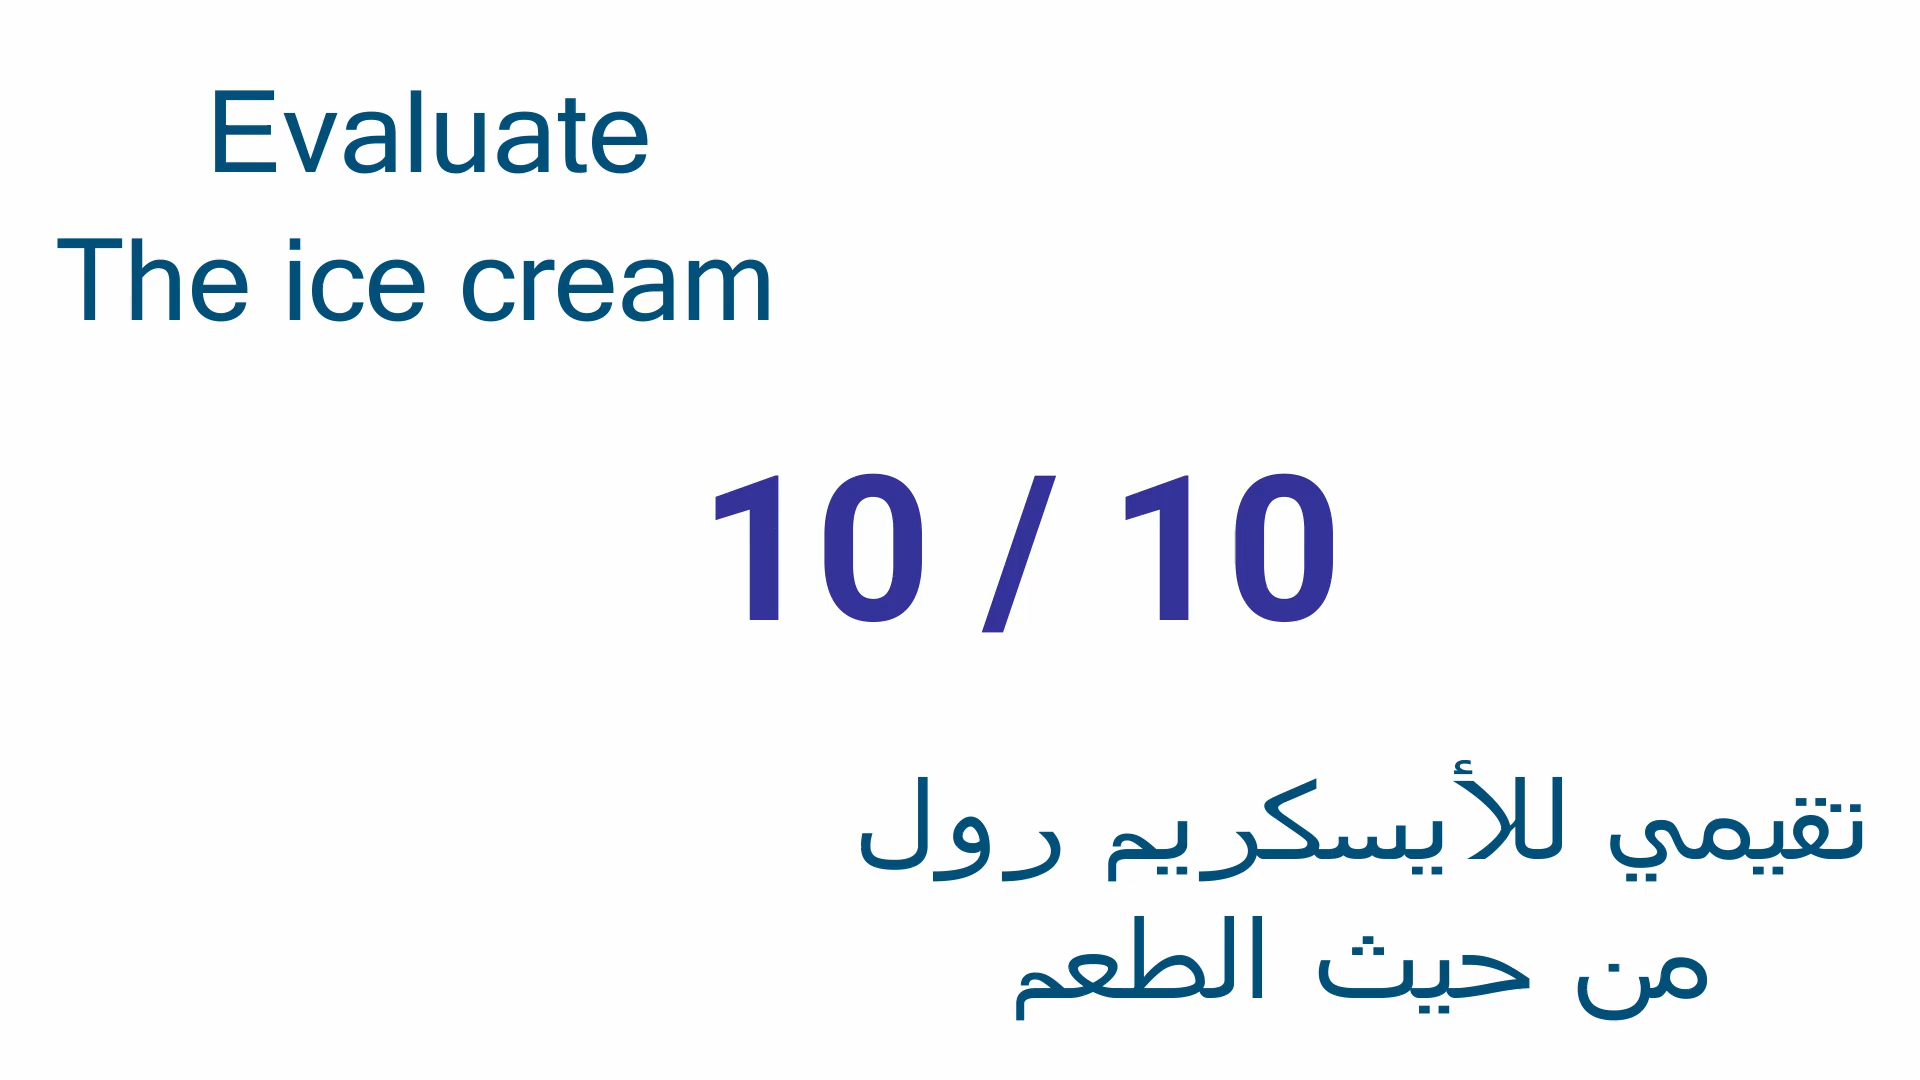 Evaluate
The ice cream
10 / 10
تقيمي للأيسكريم رول
من حيث الطعم